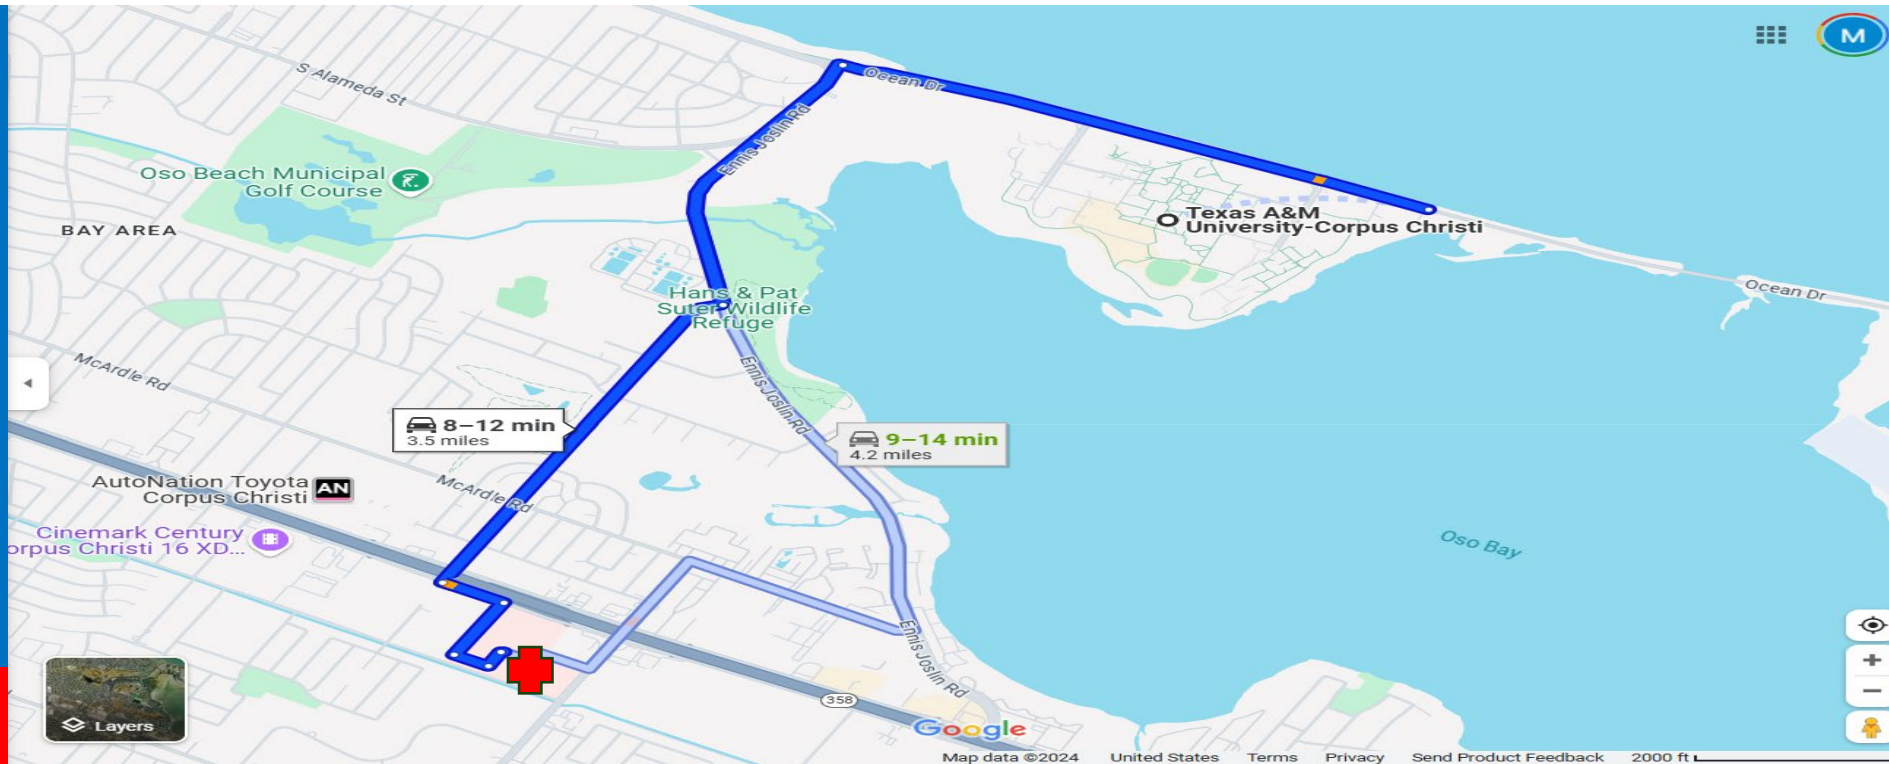 M
Ocean Dr
S Alameda St
Ennis Joslin Rd
Oso Beach Municipal
Golf Course
Texas A&M
University-Corpus Christi
BAY AREA
Ocean Dr
Hans & Pat
Suter Wildlife
Refuge
McArdle Rd
Ennis Joslin Rd
8–12 min
3.5 miles
9–14 min
4.2 miles
AutoNation Toyota
Corpus Christi
AN
McArdle Rd
Cinemark Century
orpus Christi 16 XD...
Oso Bay
Ennis Joslin Rd
358
Layers
Google
Map data ©2024 United States Terms Privacy Send Product Feedback 2000 ft